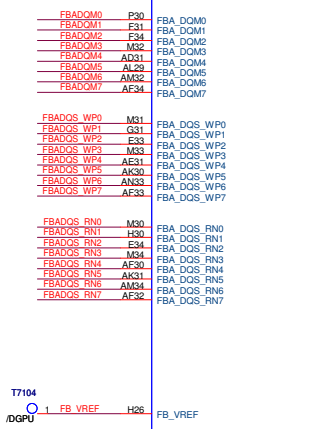 FBADQM0 P30 FBA_DQM0
FBADQM1 F31 FBA_DQM1
FBADQM2 F34 FBA_DQM2
FBADQM3 M32 FBA_DQM3
FBADQM4 AD31 FBA_DQM4
FBADQM5 AL29 FBA_DQM5
FBADQM6 AM32 FBA_DQM6
FBADQM7 AF34 FBA_DQM7
FBADQS_WP0 M31 FBA_DQS_WP0
FBADQS_WP1 G31 FBA_DQS_WP1
FBADQS_WP2 E33 FBA_DQS_WP2
FBADQS_WP3 M33 FBA_DQS_WP3
FBADQS_WP4 AE31 FBA_DQS_WP4
FBADQS_WP5 AK30 FBA_DQS_WP5
FBADQS_WP6 AN33 FBA_DQS_WP6
FBADQS_WP7 AF33 FBA_DQS_WP7
FBADQS_RN0 M30 FBA_DQS_RN0
FBADQS_RN1 H30 FBA_DQS_RN1
FBADQS_RN2 E34 FBA_DQS_RN2
FBADQS_RN3 M34 FBA_DQS_RN3
FBADQS_RN4 AF30 FBA_DQS_RN4
FBADQS_RN5 AK31 FBA_DQS_RN5
FBADQS_RN6 AM34 FBA_DQS_RN6
FBADQS_RN7 AF32 FBA_DQS_RN7
T7104
1 FB_VREF H26 FB_VREF
/DGPU